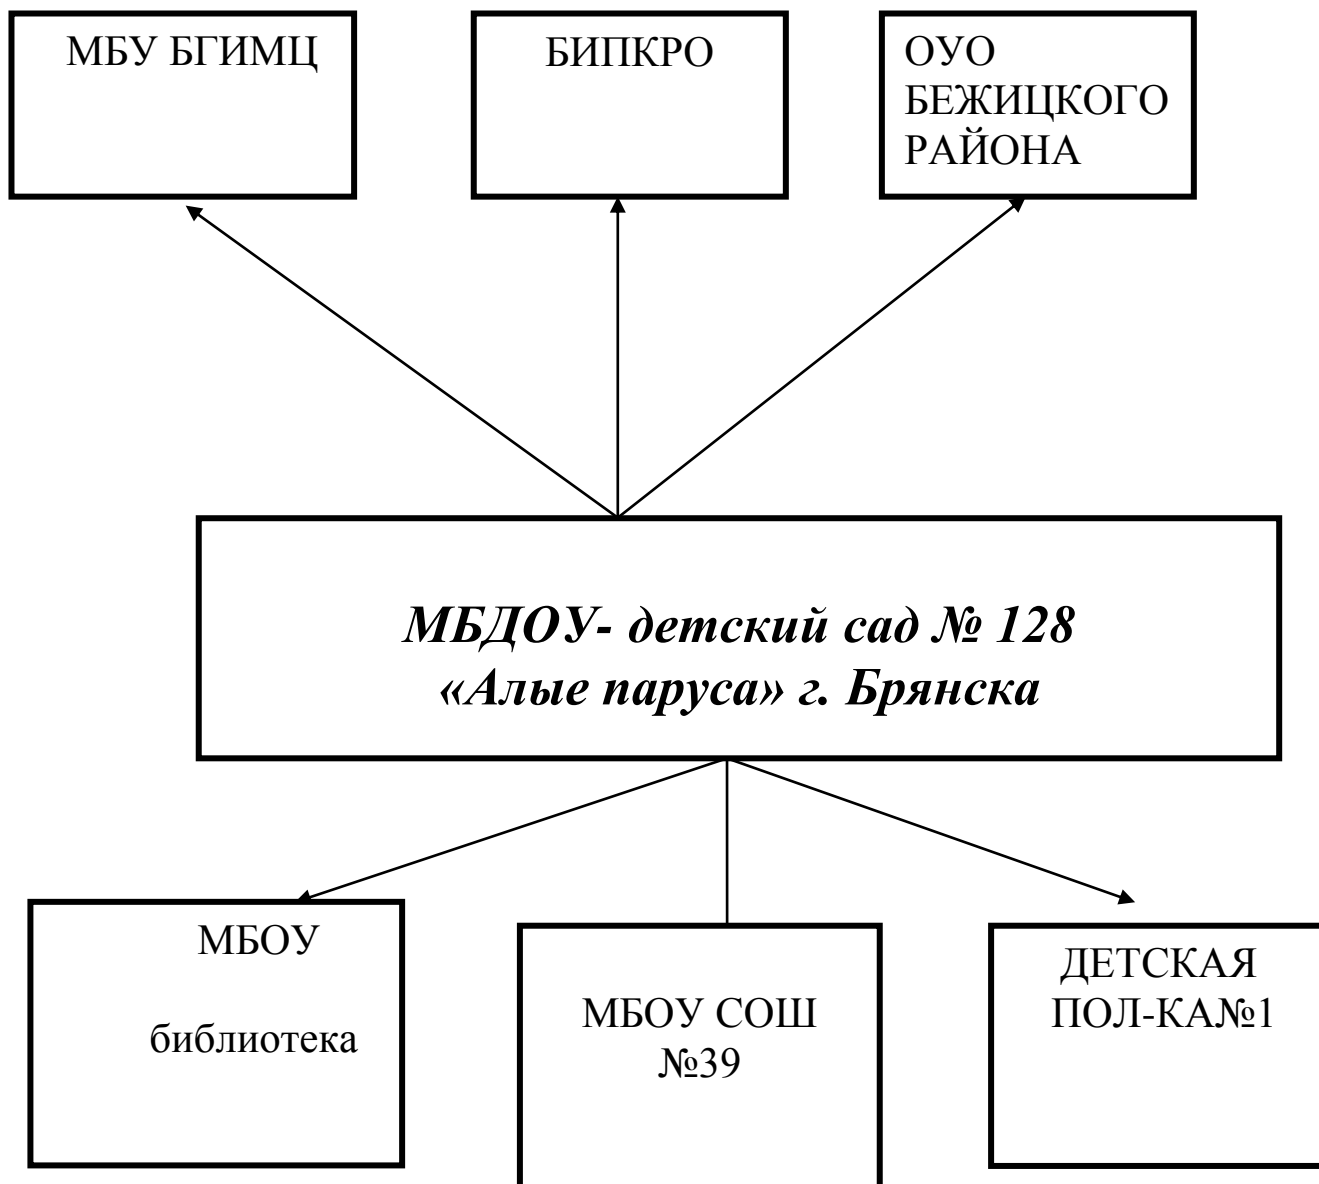 МБУ БГИМЦ
БИПКРО
ОУО
БЕЖИЦКОГО
РАЙОНА
МБДОУ- детский сад № 128
«Алые паруса» г. Брянска
МБОУ
библиотека
МБОУ СОШ
№39
ДЕТСКАЯ
ПОЛ-КА№1